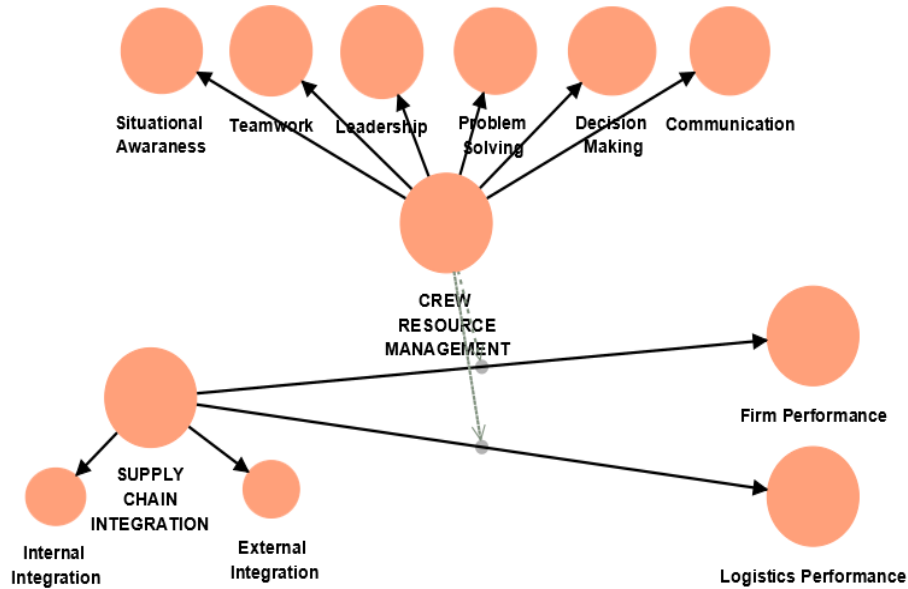 Situational
Awaraness
Teamwork
Leadership
Problem
Solving
Decision
Making
Communication
CREW
RESOURCE
MANAGEMENT
Firm Performance
SUPPLY
CHAIN
INTEGRATION
Internal
Integration
External
Integration
Logistics Performance